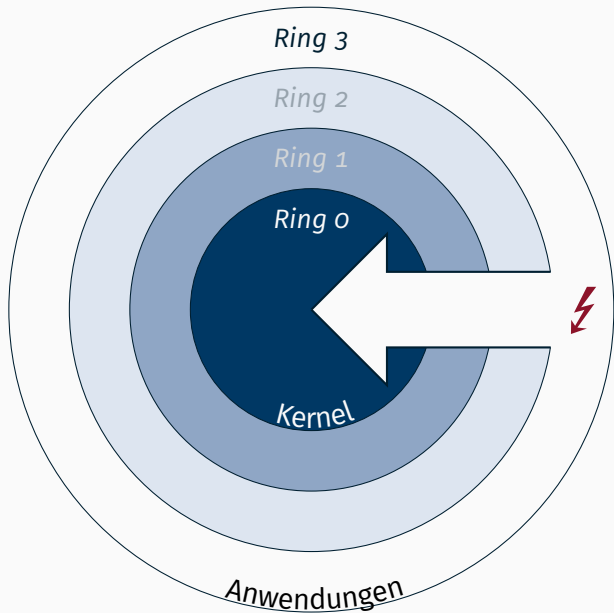 Ring 3
Ring 2
Ring 1
Ring 0
Kernel
Anwendungen